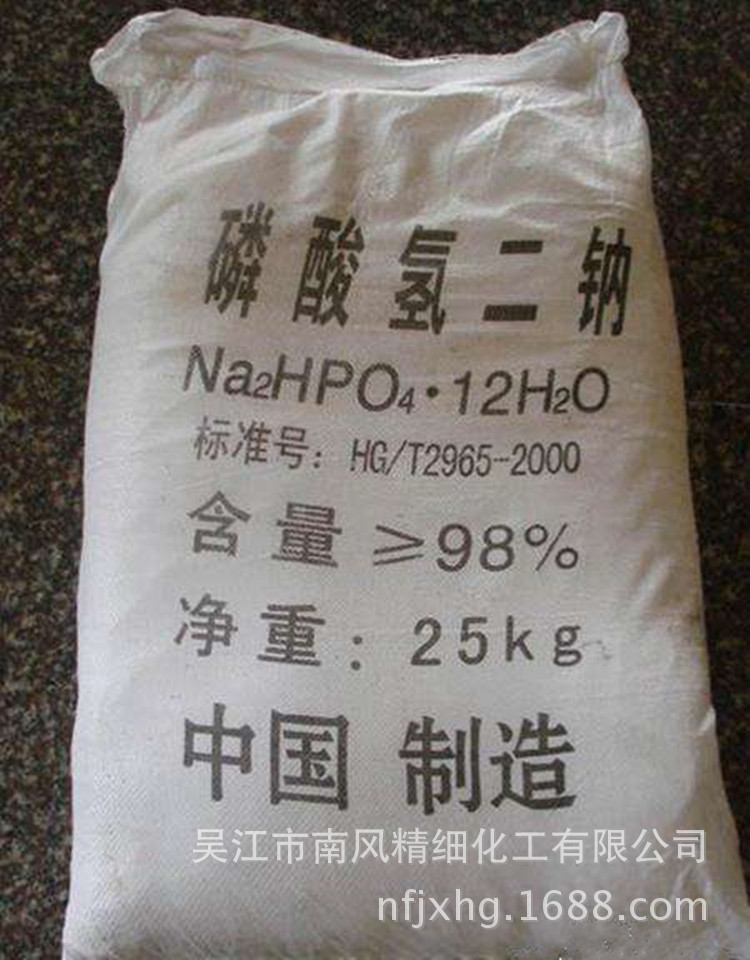 磷酸氢二钠
Na₂HPO₄·12H₂O
标准号：HG/T2965-2000
含量≥98%
净重：25kg
中国制造
吴江市南风精细化工有限公司
nfjxhg.1688.com